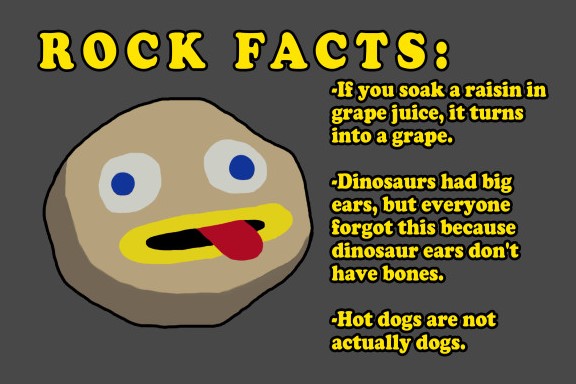 ROCK FACTS:
-If you soak a raisin in
grape juice, it turns
into a grape.
-Dinosaurs had big
ears, but everyone
forgot this because
dinosaur ears don't
have bones.
-Hot dogs are not
actually dogs.